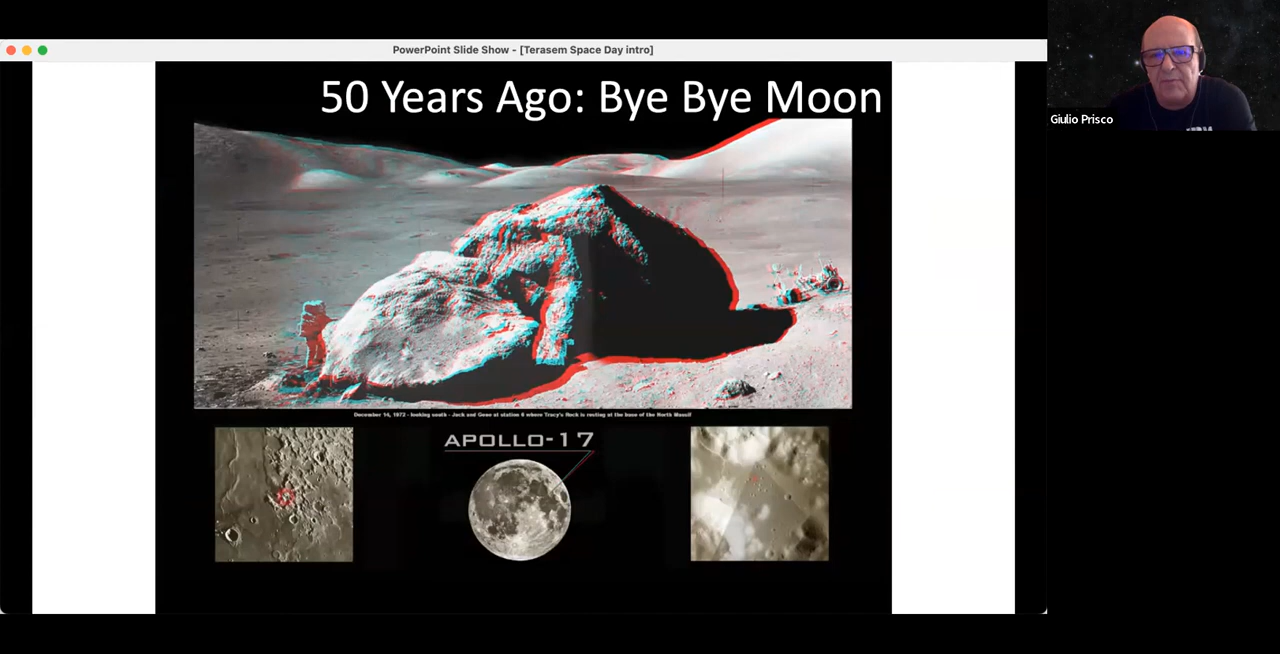 PowerPoint Slide Show - [Terasem Space Day intro]
50 Years Ago: Bye Bye Moon
Giulio Prisco
December 14, 1972 - looking south - Jack and Gene at station 6 where Tracy's Rock is resting at the base of the North Massif
APOLLO-17